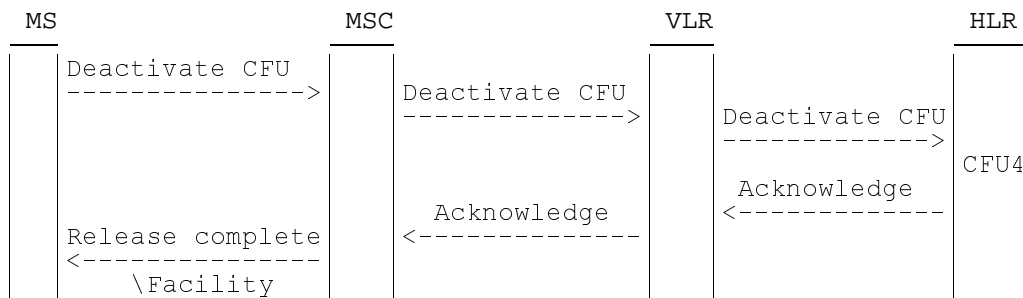 MS MSC VLR HLR
Deactivate CFU
--------------->
Deactivate CFU
-------------->
Deactivate CFU
------------->
CFU4
Acknowledge
<-------------
Acknowledge
<--------------
Release complete
<---------------
\Facility